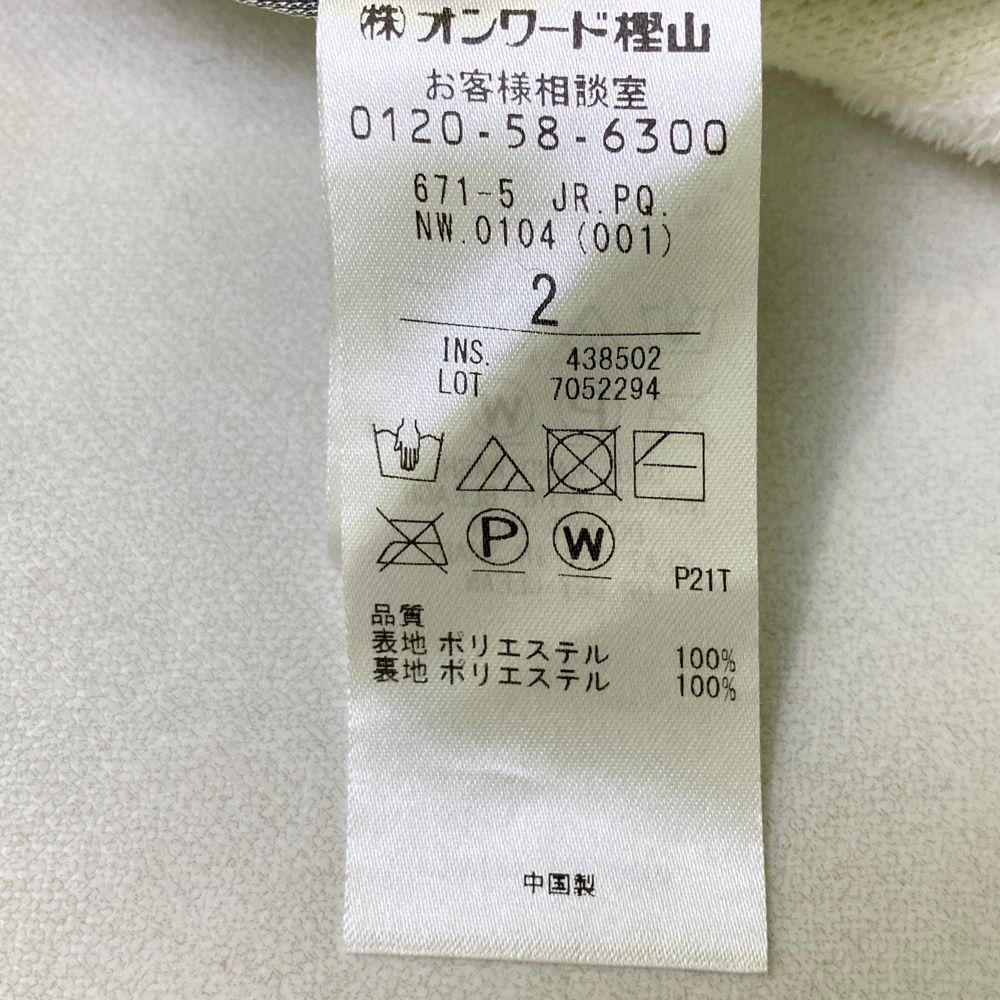 ㈱オンワード樫山
お客様相談室
0120-58-6300
671-5 JR.PQ.
NW.0104(001)
2
INS. 438502
LOT 7052294
P W
P21T
品質
表地 ポリエステル 100%
裏地 ポリエステル 100%
中国製